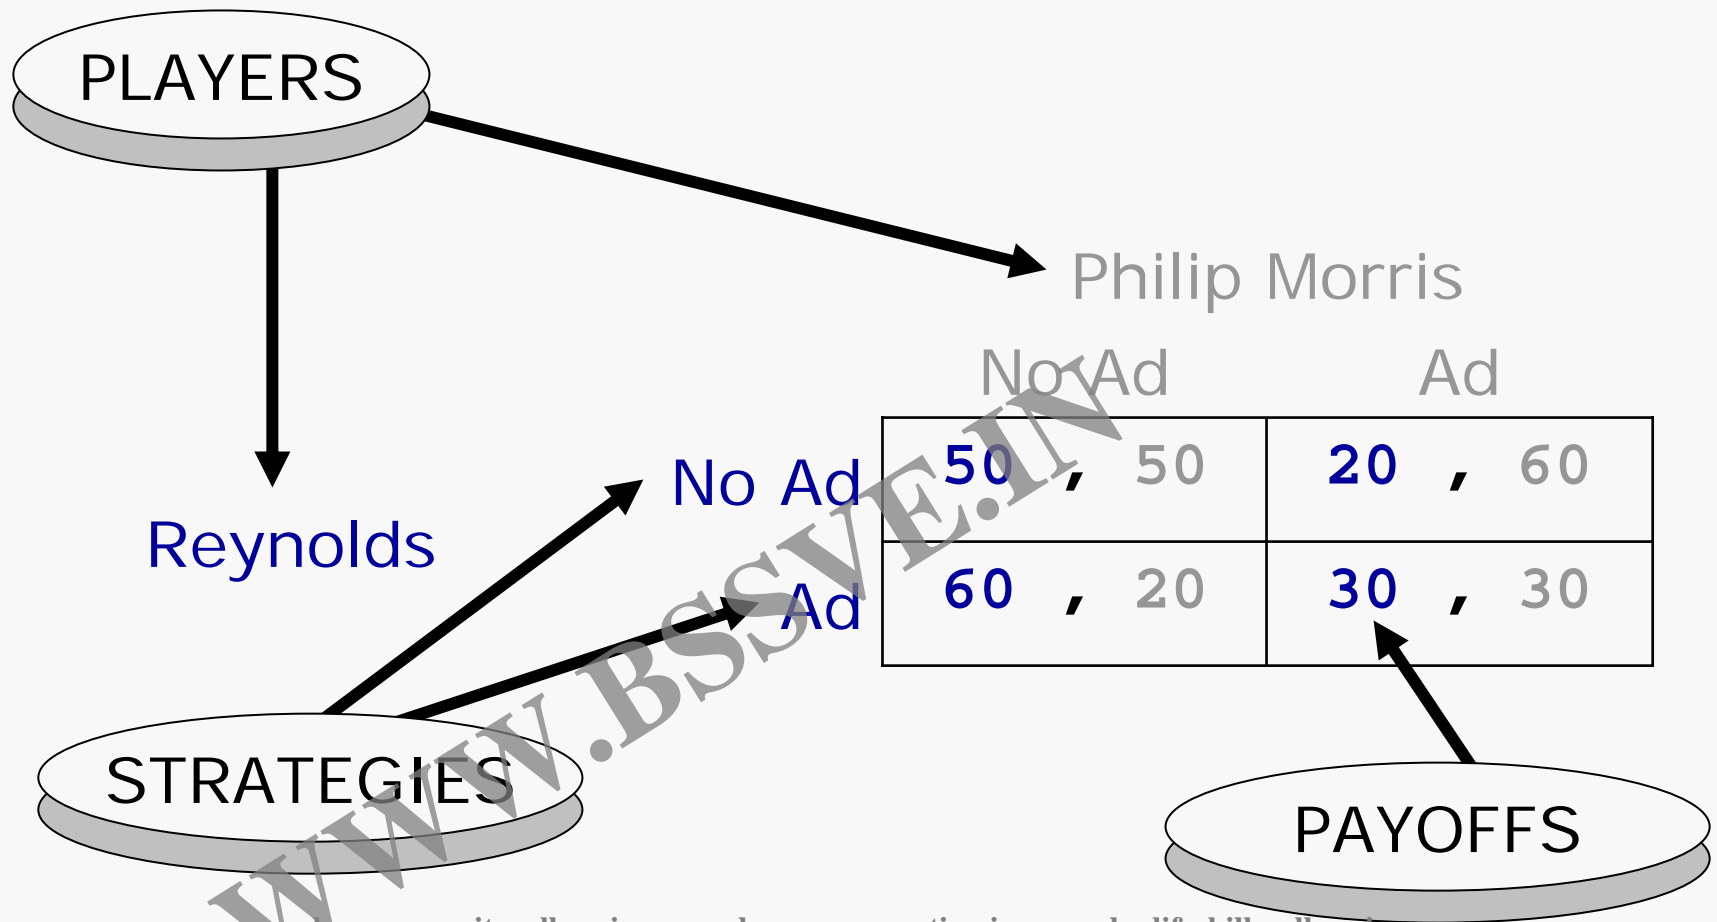 PLAYERS
Philip Morris
No Ad Ad
No Ad 50 , 50 20 , 60
Reynolds
Ad 60 , 20 30 , 30
STRATEGIES
PAYOFFS
WWW.BSSVE.IN